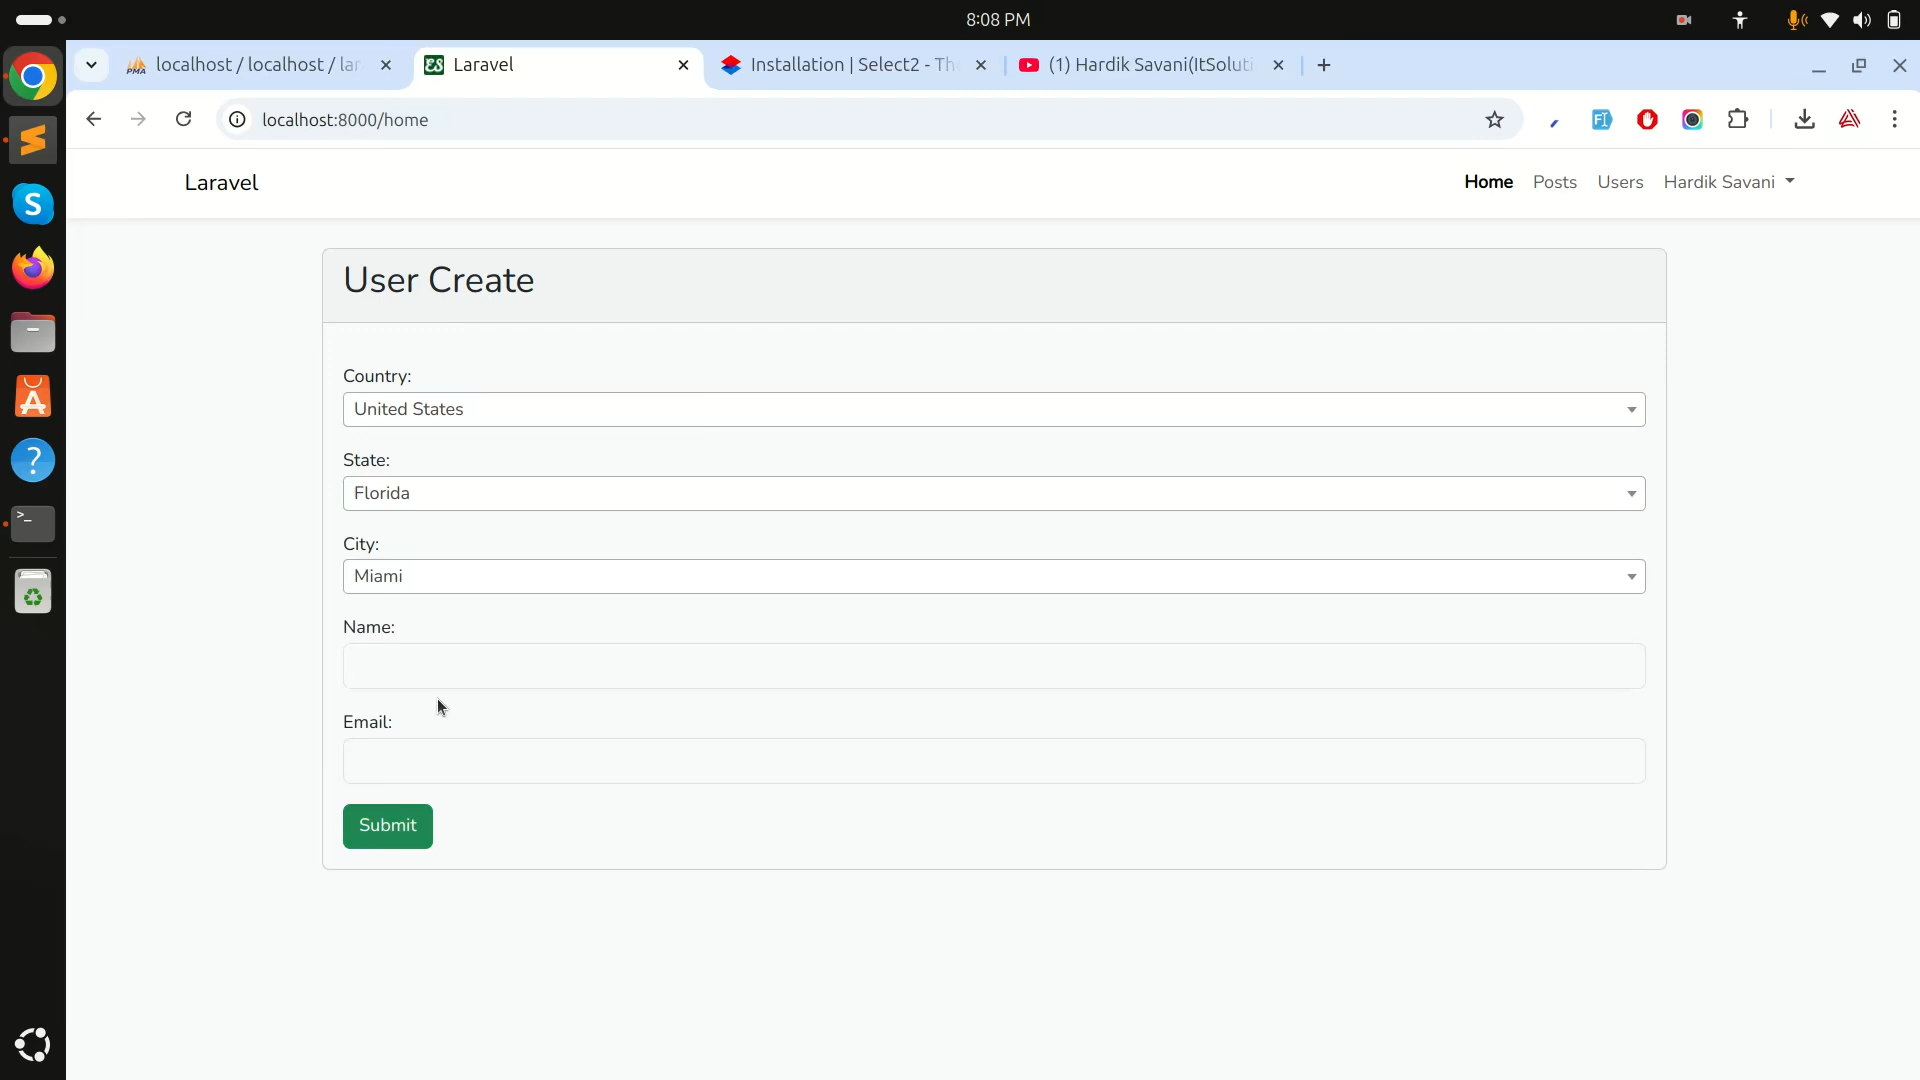 8:08 PM
localhost / localhost / lar
Laravel
Installation | Select2 - Th
(1) Hardik Savani(ItSoluti
localhost:8000/home
Laravel
Home
Posts
Users
Hardik Savani
User Create
Country:
United States
State:
Florida
City:
Miami
Name:
Email:
Submit